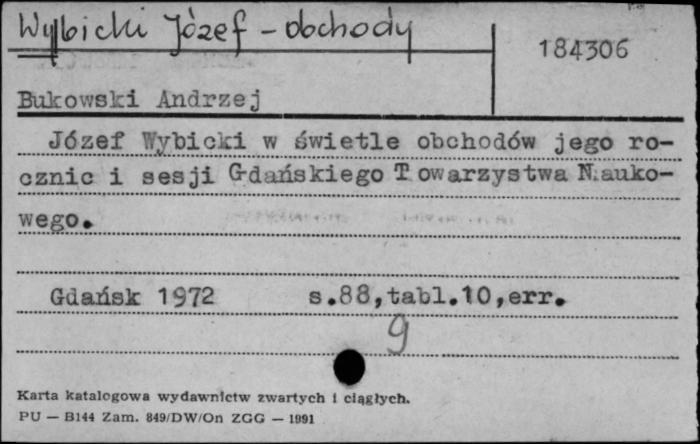 Wybicki Józef - obchody
184306
Bukowski Andrzej
Józef Wybicki w świetle obchodów jego ro-
cznic i sesji Gdańskiego Towarzystwa Nauko-
wego.
Gdańsk 1972 s.88,tabl.10,err.
9
Karta katalogowa wydawnictw zwartych i ciągłych.
PU — B144 Zam. 849/DW/On ZGG — 1991